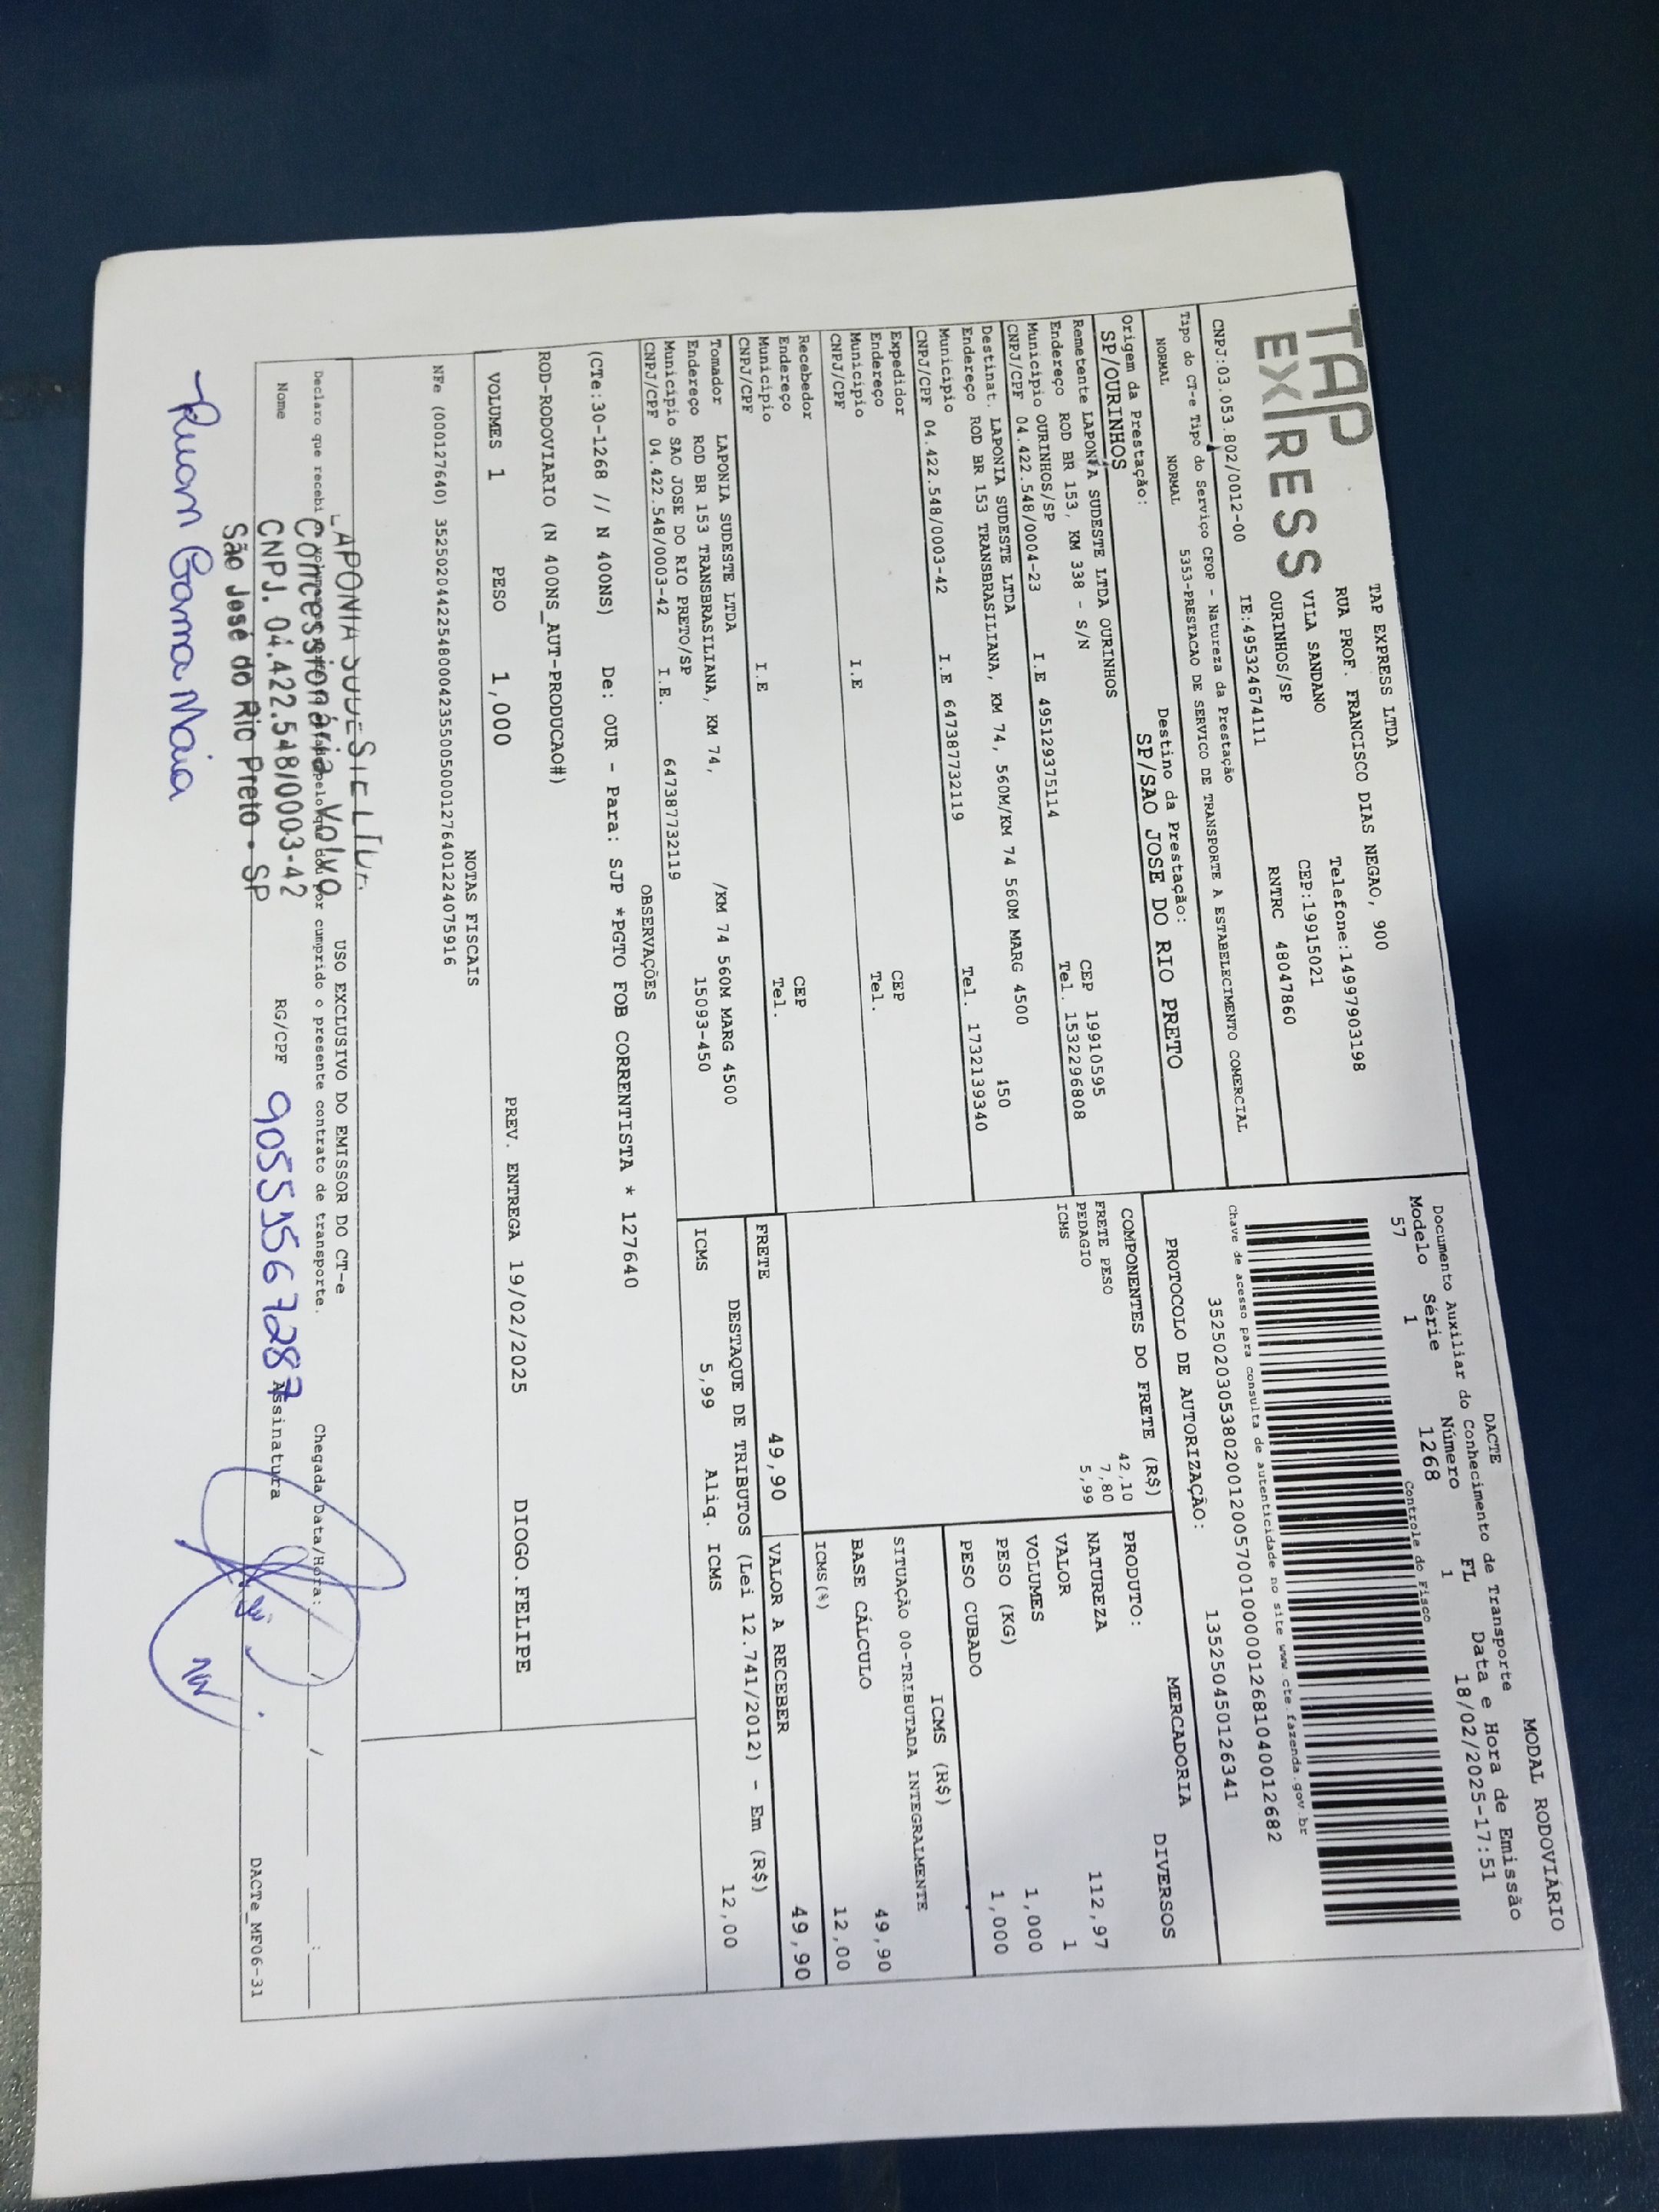 TAP
EXPRESS
TAP EXPRESS LTDA
RUA PROF. FRANCISCO DIAS NEGAO, 900
VILA SANDANO
Telefone:14997903198
OURINHOS/SP
CEP:19915021
CNPJ:03.053.802/0012-00 IE:495324674111 RNTRC 48047860
Tipo do CT-e Tipo do Serviço CFOP - Natureza da Prestação
NORMAL NORMAL 5353-PRESTACAO DE SERVICO DE TRANSPORTE A ESTABELECIMENTO COMERCIAL
Origem da Prestação: Destino da Prestação:
SP/OURINHOS SP/SAO JOSE DO RIO PRETO
Remetente LAPONIA SUDESTE LTDA OURINHOS
Endereço ROD BR 153, KM 338 - S/N CEP 19910595
Município OURINHOS/SP Tel. 1532296808
CNPJ/CPF 04.422.548/0004-23 I.E 495129375114
Destinat. LAPONIA SUDESTE LTDA
Endereço ROD BR 153 TRANSBRASILIANA, KM 74, 560M/KM 74 560M MARG 4500 450
Município Tel. 1732139340
CNPJ/CPF 04.422.548/0003-42 I.E 647387732119
Expedidor
Endereço CEP
Município Tel.
CNPJ/CPF I.E
Recebedor
Endereço CEP
Município Tel.
CNPJ/CPF I.E
Tomador LAPONIA SUDESTE LTDA
Endereço ROD BR 153 TRANSBRASILIANA, KM 74, /KM 74 560M MARG 4500
Município SAO JOSE DO RIO PRETO/SP 15093-450
CNPJ/CPF 04.422.548/0003-42 I.E. 647387732119
MODAL RODOVIÁRIO
DACTE
Documento Auxiliar do Conhecimento de Transporte
Modelo Série Número FL Data e Hora de Emissão
57 1 1268 1 18/02/2025-17:51
Controle do Fisco
Chave de acesso para consulta de autenticidade no site www.cte.fazenda.gov.br
35250203053802001200570010000012681040012682
PROTOCOLO DE AUTORIZAÇÃO: 135250450126341
COMPONENTES DO FRETE (R$)
FRETE PESO 42,10
PEDAGIO 7,80
ICMS 5,99
MERCADORIA
PRODUTO: DIVERSOS
NATUREZA
VALOR 112,97
VOLUMES 1
PESO (KG) 1,000
PESO CUBADO 1,000
ICMS (R$)
SITUAÇÃO 00-TRIBUTADA INTEGRALMENTE
BASE CÁLCULO 49,90
ICMS(%) 12,00
FRETE 49,90 VALOR A RECEBER 49,90
DESTAQUE DE TRIBUTOS (Lei 12.741/2012) - Em (R$)
ICMS 5,99 Aliq. ICMS 12,00
OBSERVAÇÕES
(CTe:30-1268 // N 400NS) De: OUR - Para: SJP *PGTO FOB CORRENTISTA * 127640
ROD-RODOVIARIO (N 400NS_AUT-PRODUCAO#)
VOLUMES 1 PESO 1,000 PREV. ENTREGA 19/02/2025 DIOGO.FELIPE
NOTAS FISCAIS
NFe (000127640) 35250204422548000423550050001276401224075916
USO EXCLUSIVO DO EMISSOR DO CT-e
Declaro que recebi por cumprido o presente contrato de transporte.
Chegada Data/Hora: ____/____/____ ____:____
Nome RG/CPF 90551567287 Assinatura
LAPONIA SUDESTE LTDA.
Concessionária Volvo
CNPJ. 04.422.548/0003-42
São José do Rio Preto - SP
Ruan Gama Maia
DACTe_MF06-31